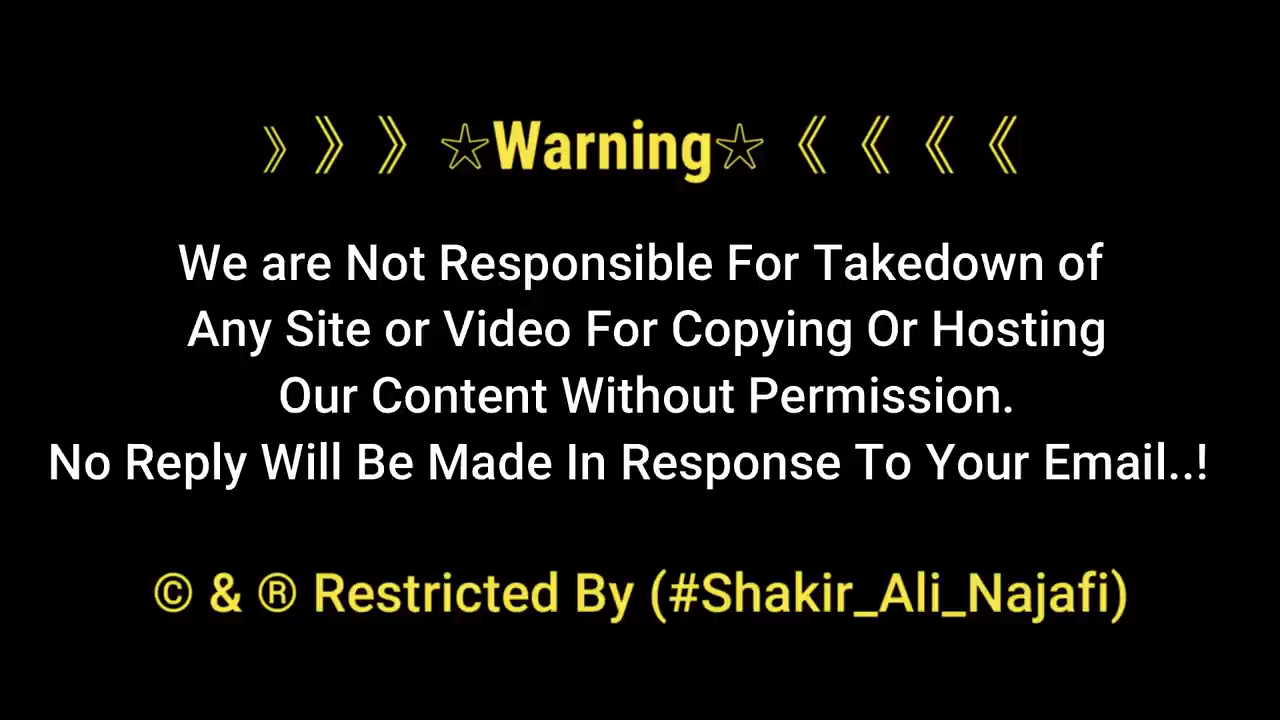 》》》☆Warning☆《《《《
We are Not Responsible For Takedown of
Any Site or Video For Copying Or Hosting
Our Content Without Permission.
No Reply Will Be Made In Response To Your Email..!
© & ® Restricted By (#Shakir_Ali_Najafi)